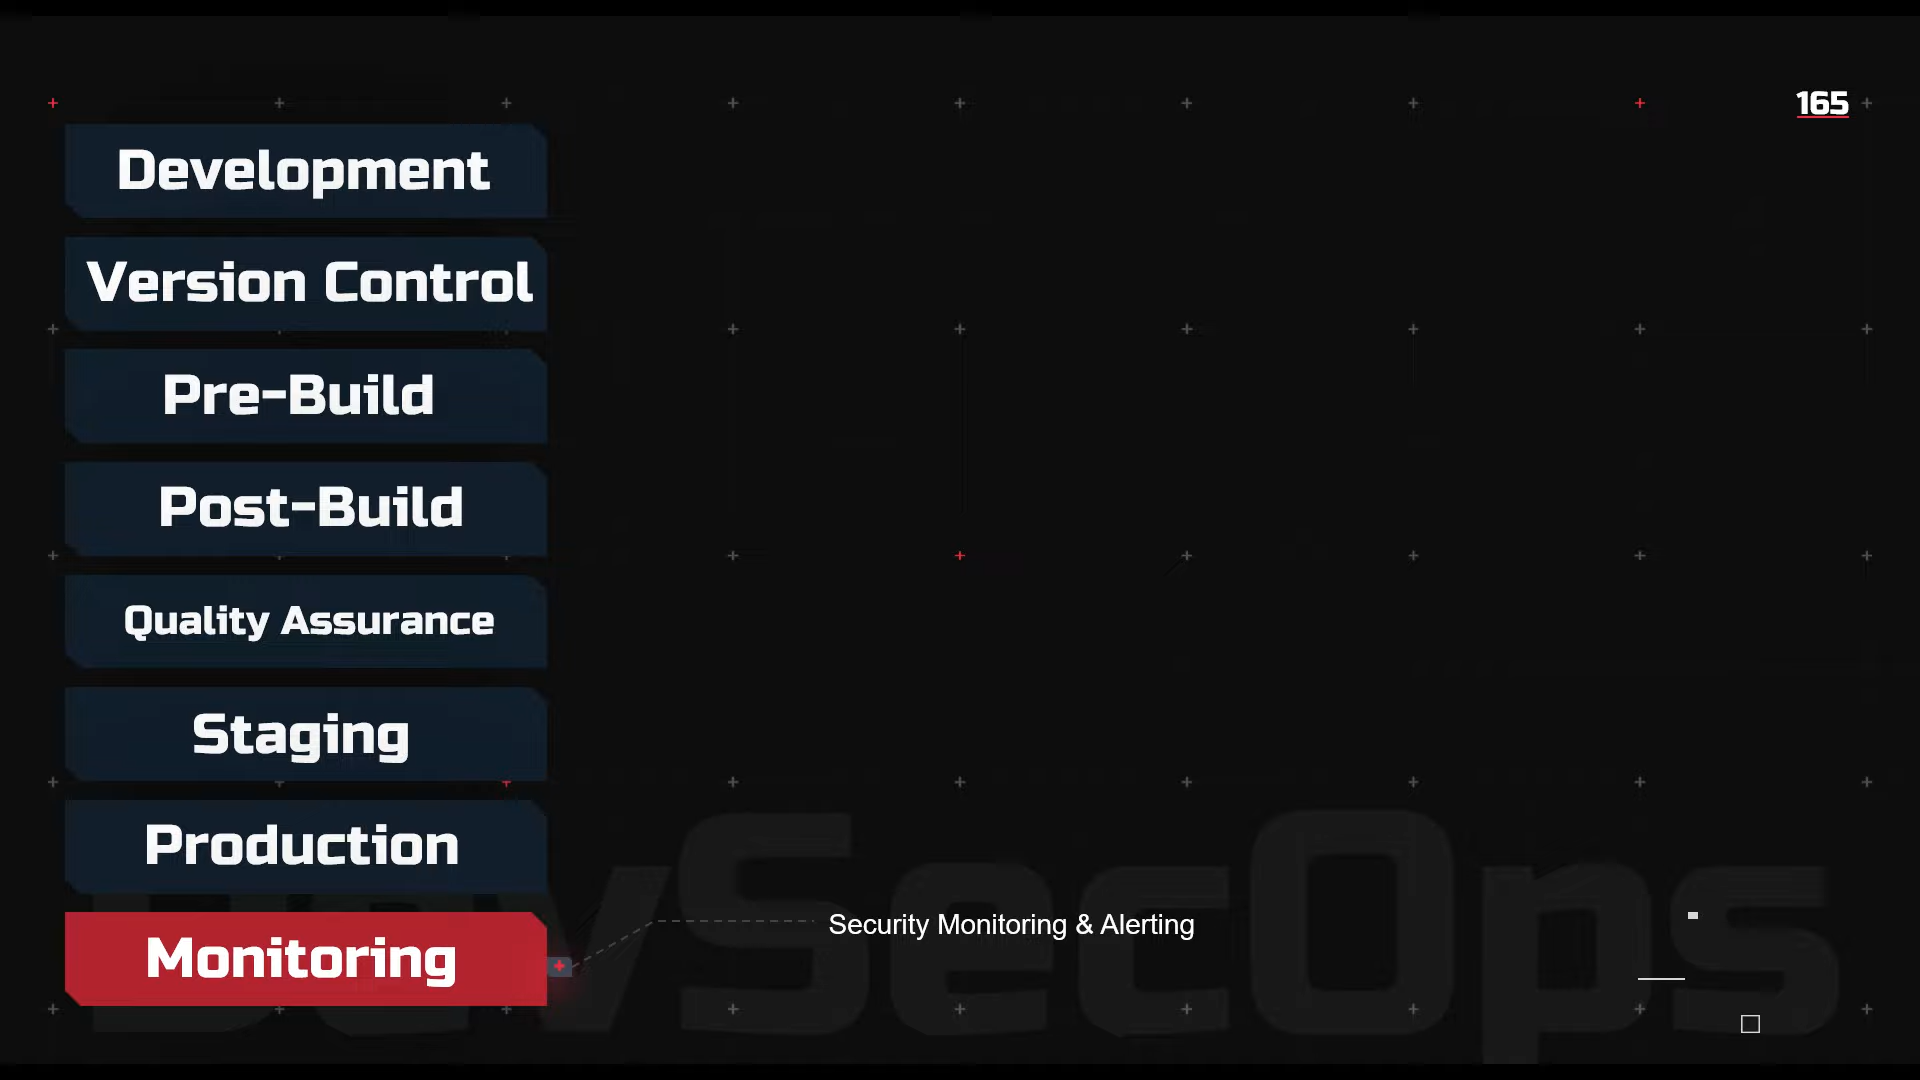 165
Development
Version Control
Pre-Build
Post-Build
Quality Assurance
Staging
Production
Monitoring
Security Monitoring & Alerting
DevSecOps